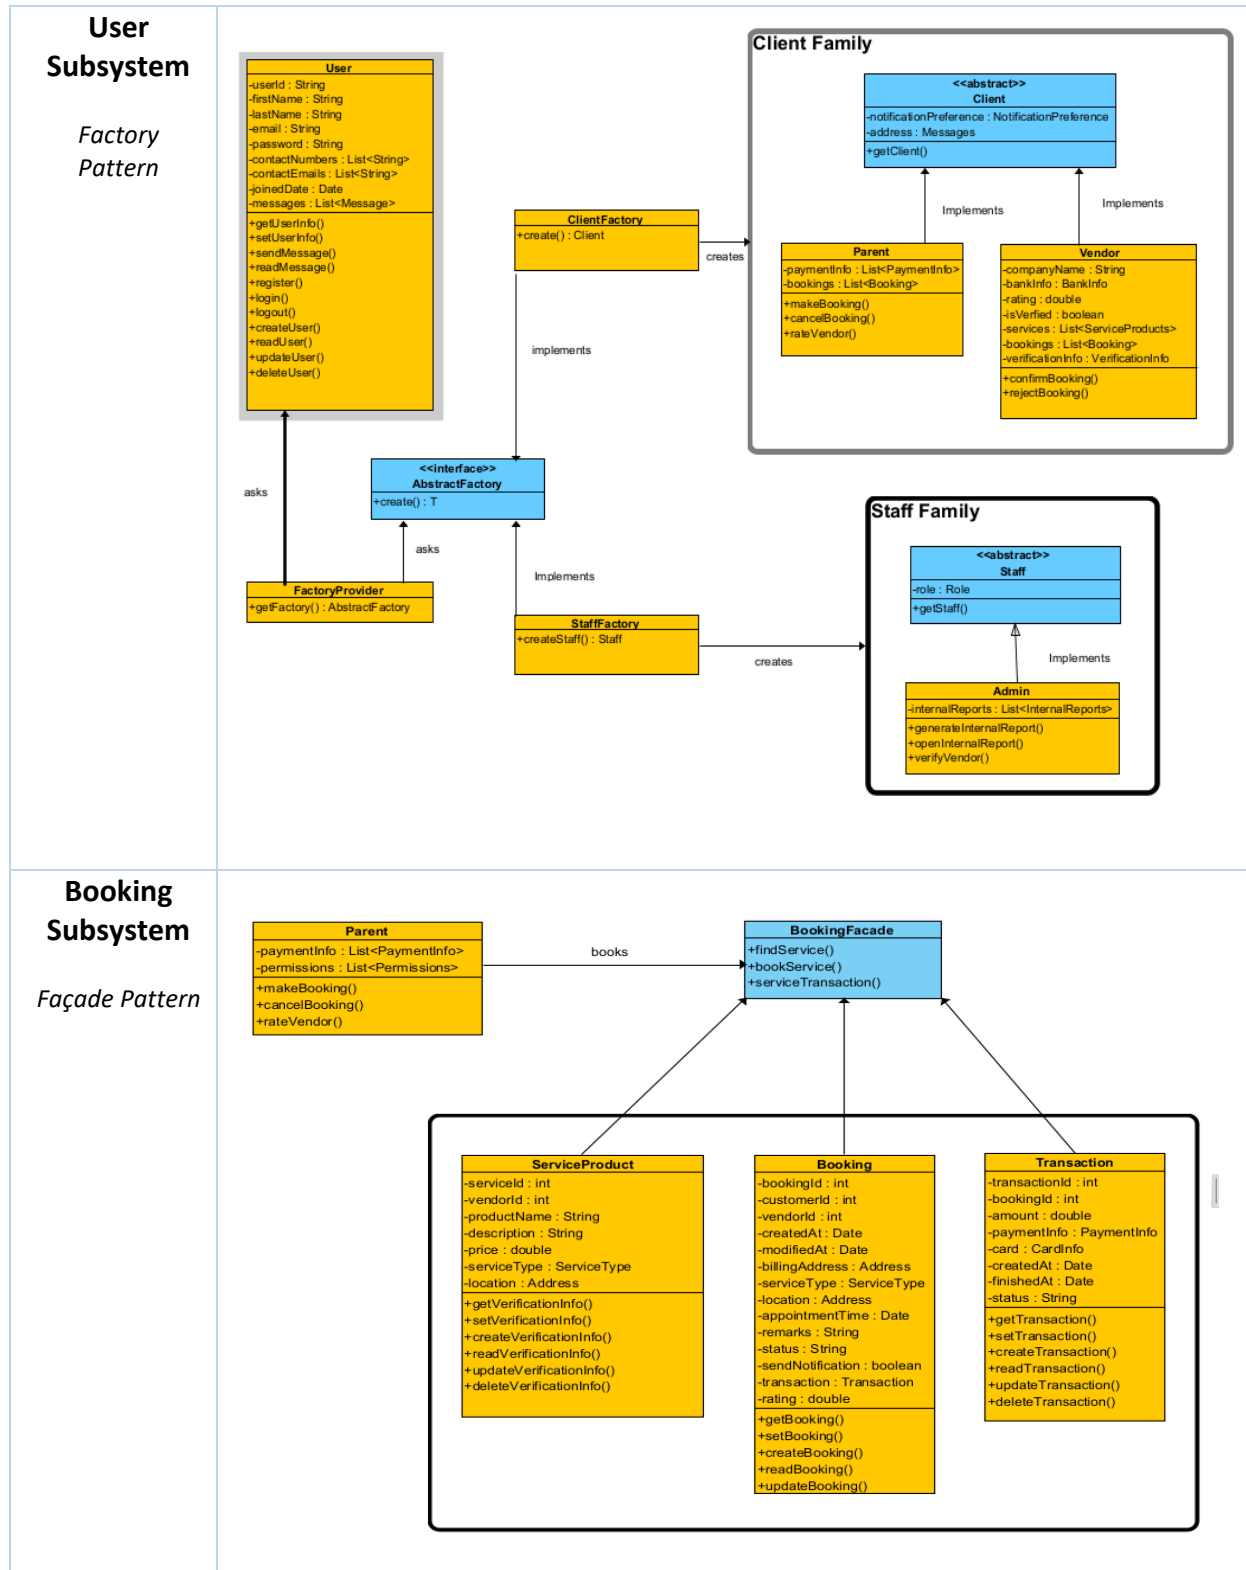 User
Subsystem
Factory
Pattern
User
-userId : String
-firstName : String
-lastName : String
-email : String
-password : String
-contactNumbers : List<String>
-contactEmails : List<String>
-joinedDate : Date
-messages : List<Message>
+getUserInfo()
+setUserInfo()
+sendMessage()
+readMessage()
+register()
+login()
+logout()
+createUser()
+readUser()
+updateUser()
+deleteUser()
asks
FactoryProvider
+getFactory() : AbstractFactory
asks
<<interface>>
AbstractFactory
+create() : T
ClientFactory
+create() : Client
implements
creates
Implements
StaffFactory
+createStaff() : Staff
creates
Client Family
<<abstract>>
Client
-notificationPreference : NotificationPreference
-address : Messages
+getClient()
Implements
Implements
Parent
-paymentInfo : List<PaymentInfo>
-bookings : List<Booking>
+makeBooking()
+cancelBooking()
+rateVendor()
Vendor
-companyName : String
-bankInfo : BankInfo
-rating : double
-isVerfied : boolean
-services : List<ServiceProducts>
-bookings : List<Booking>
-verificationInfo : VerificationInfo
+confirmBooking()
+rejectBooking()
Staff Family
<<abstract>>
Staff
-role : Role
+getStaff()
Implements
Admin
-internalReports : List<InternalReports>
+generateInternalReport()
+openInternalReport()
+verifyVendor()
Booking
Subsystem
Façade Pattern
Parent
-paymentInfo : List<PaymentInfo>
-permissions : List<Permissions>
+makeBooking()
+cancelBooking()
+rateVendor()
books
BookingFacade
+findService()
+bookService()
+serviceTransaction()
ServiceProduct
-serviceId : int
-vendorId : int
-productName : String
-description : String
-price : double
-serviceType : ServiceType
-location : Address
+getVerificationInfo()
+setVerificationInfo()
+createVerificationInfo()
+readVerificationInfo()
+updateVerificationInfo()
+deleteVerificationInfo()
Booking
-bookingId : int
-customerId : int
-vendorId : int
-createdAt : Date
-modifiedAt : Date
-billingAddress : Address
-serviceType : ServiceType
-location : Address
-appointmentTime : Date
-remarks : String
-status : String
-sendNotification : boolean
-transaction : Transaction
-rating : double
+getBooking()
+setBooking()
+createBooking()
+readBooking()
+updateBooking()
Transaction
-transactionId : int
-bookingId : int
-amount : double
-paymentInfo : PaymentInfo
-card : CardInfo
-createdAt : Date
-finishedAt : Date
-status : String
+getTransaction()
+setTransaction()
+createTransaction()
+readTransaction()
+updateTransaction()
+deleteTransaction()